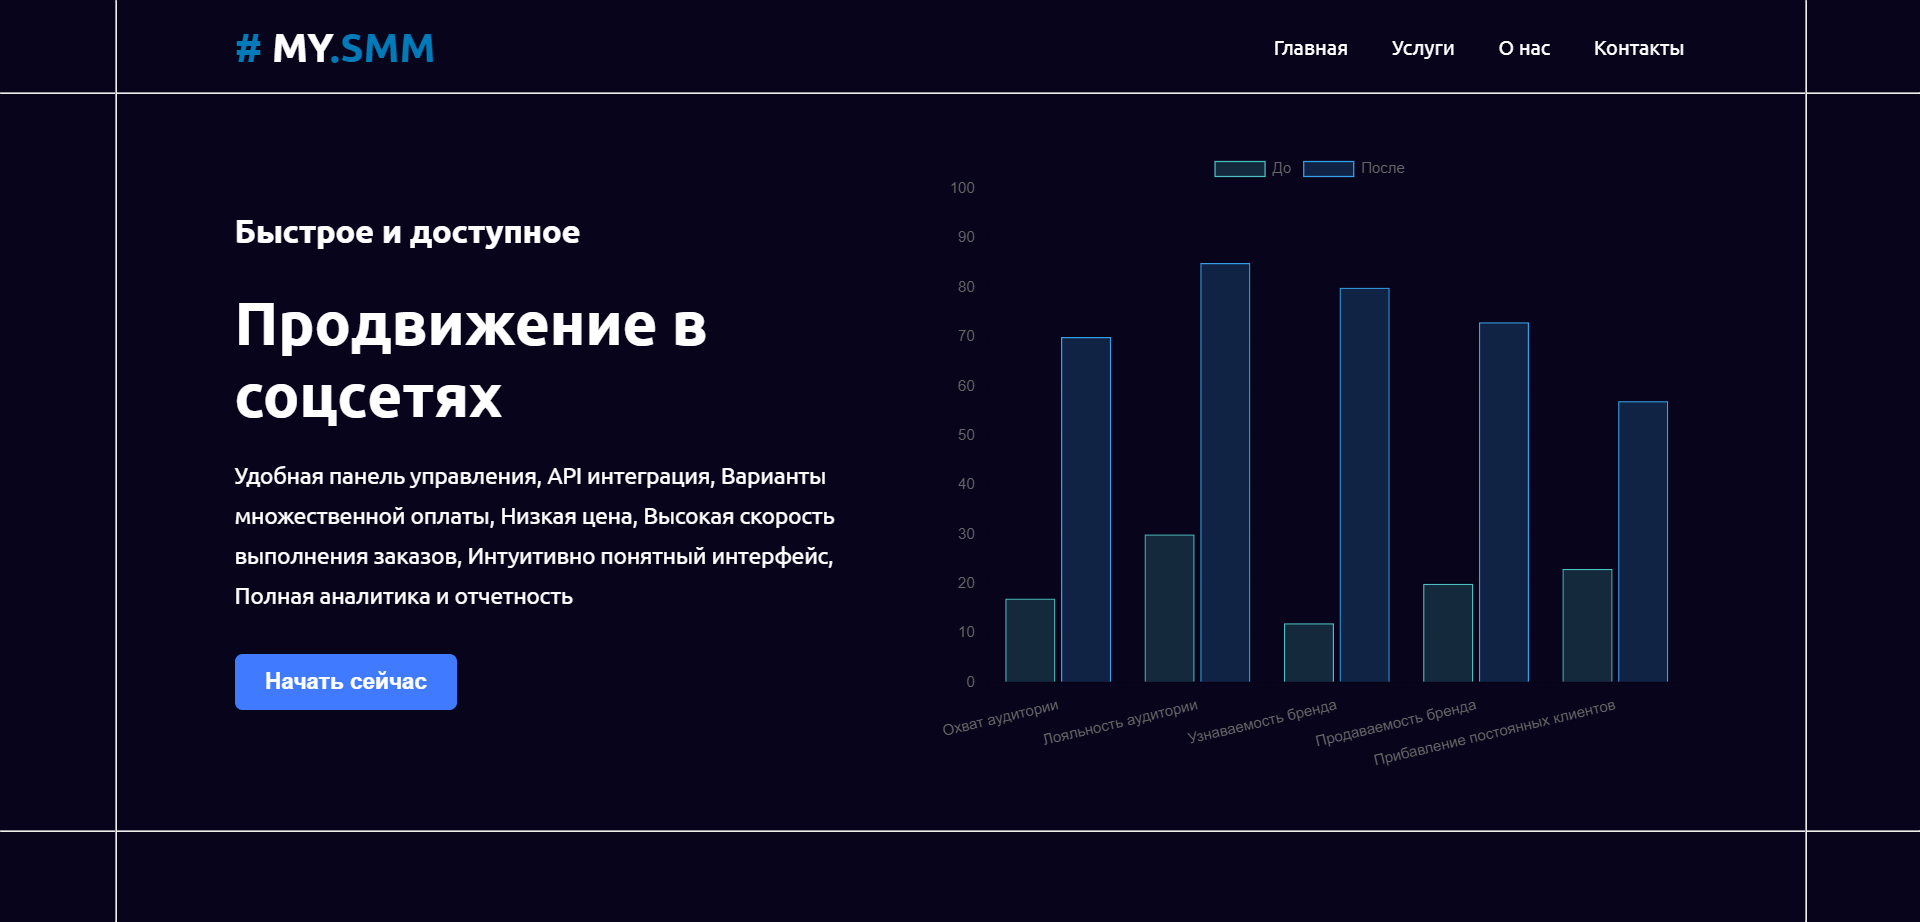 # MY.SMM
Главная Услуги О нас Контакты
Быстрое и доступное
Продвижение в
соцсетях
Удобная панель управления, API интеграция, Варианты
множественной оплаты, Низкая цена, Высокая скорость
выполнения заказов, Интуитивно понятный интерфейс,
Полная аналитика и отчетность
Начать сейчас
До После
100
90
80
70
60
50
40
30
20
10
0
Охват аудитории
Лояльность аудитории
Узнаваемость бренда
Продаваемость бренда
Прибавление постоянных клиентов